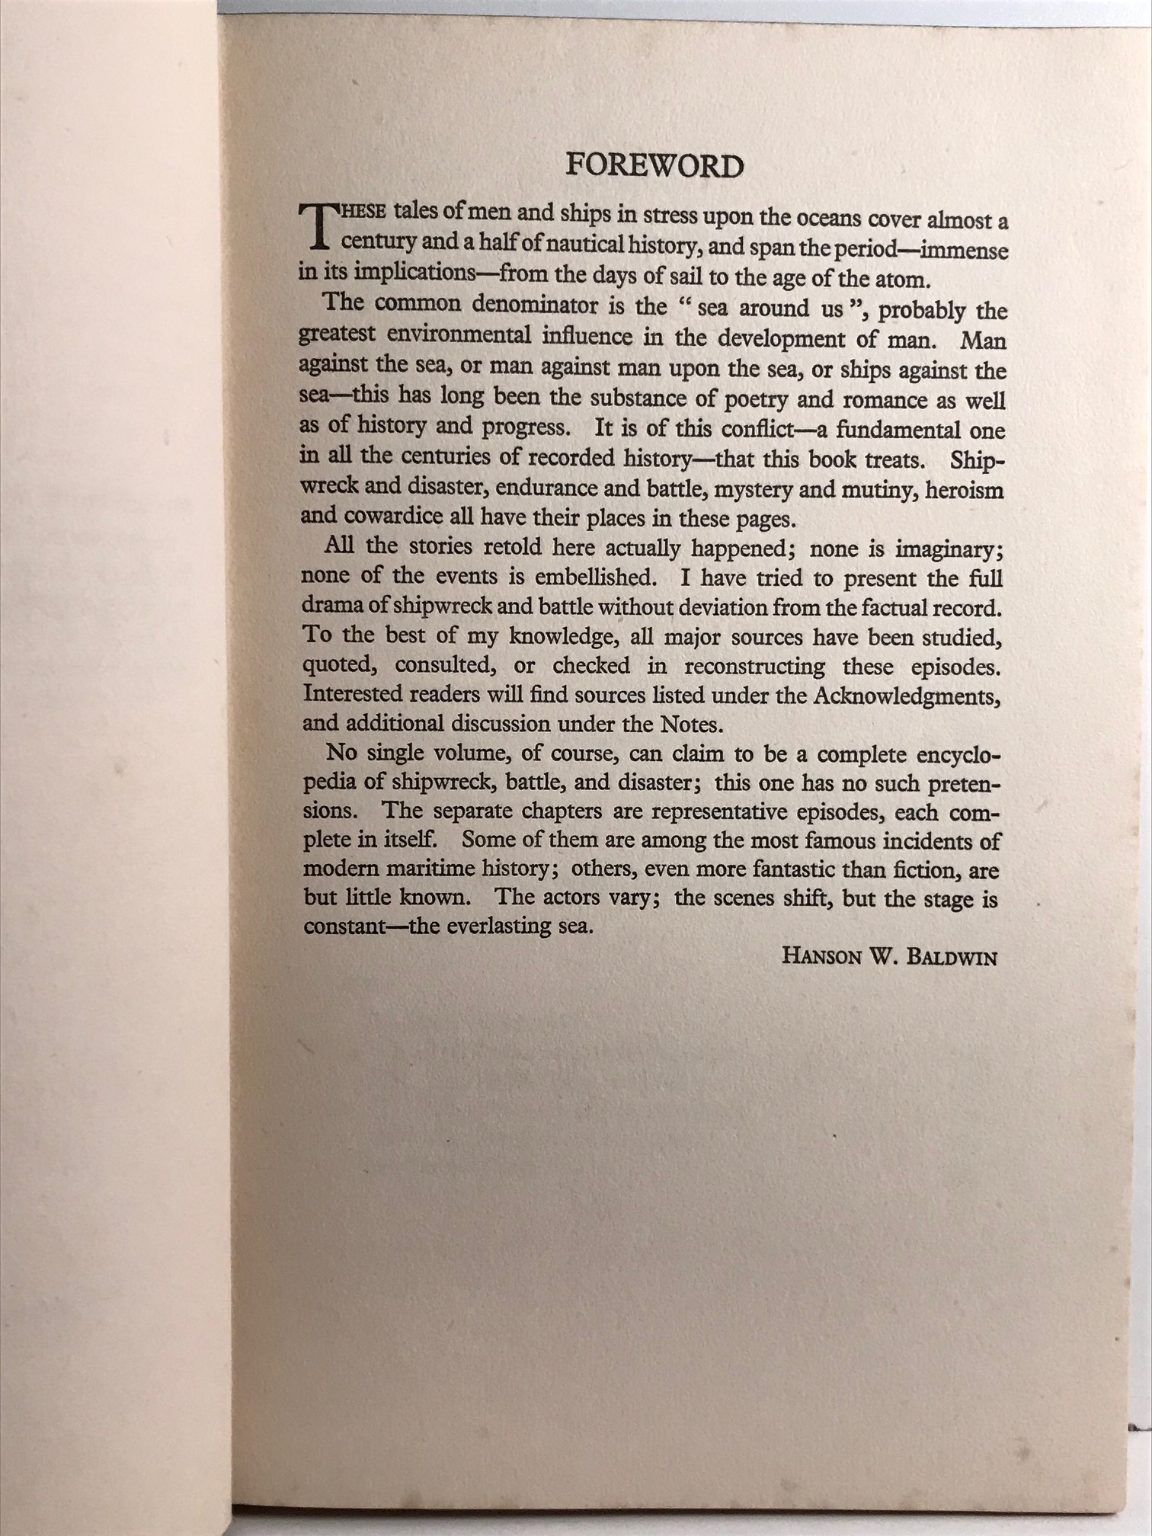 FOREWORD
THESE tales of men and ships in stress upon the oceans cover almost a
century and a half of nautical history, and span the period—immense
in its implications—from the days of sail to the age of the atom.
The common denominator is the “ sea around us ”, probably the
greatest environmental influence in the development of man. Man
against the sea, or man against man upon the sea, or ships against the
sea—this has long been the substance of poetry and romance as well
as of history and progress. It is of this conflict—a fundamental one
in all the centuries of recorded history—that this book treats. Ship-
wreck and disaster, endurance and battle, mystery and mutiny, heroism
and cowardice all have their places in these pages.
All the stories retold here actually happened; none is imaginary;
none of the events is embellished. I have tried to present the full
drama of shipwreck and battle without deviation from the factual record.
To the best of my knowledge, all major sources have been studied,
quoted, consulted, or checked in reconstructing these episodes.
Interested readers will find sources listed under the Acknowledgments,
and additional discussion under the Notes.
No single volume, of course, can claim to be a complete encyclo-
pedia of shipwreck, battle, and disaster; this one has no such preten-
sions. The separate chapters are representative episodes, each com-
plete in itself. Some of them are among the most famous incidents of
modern maritime history; others, even more fantastic than fiction, are
but little known. The actors vary; the scenes shift, but the stage is
constant—the everlasting sea.
HANSON W. BALDWIN